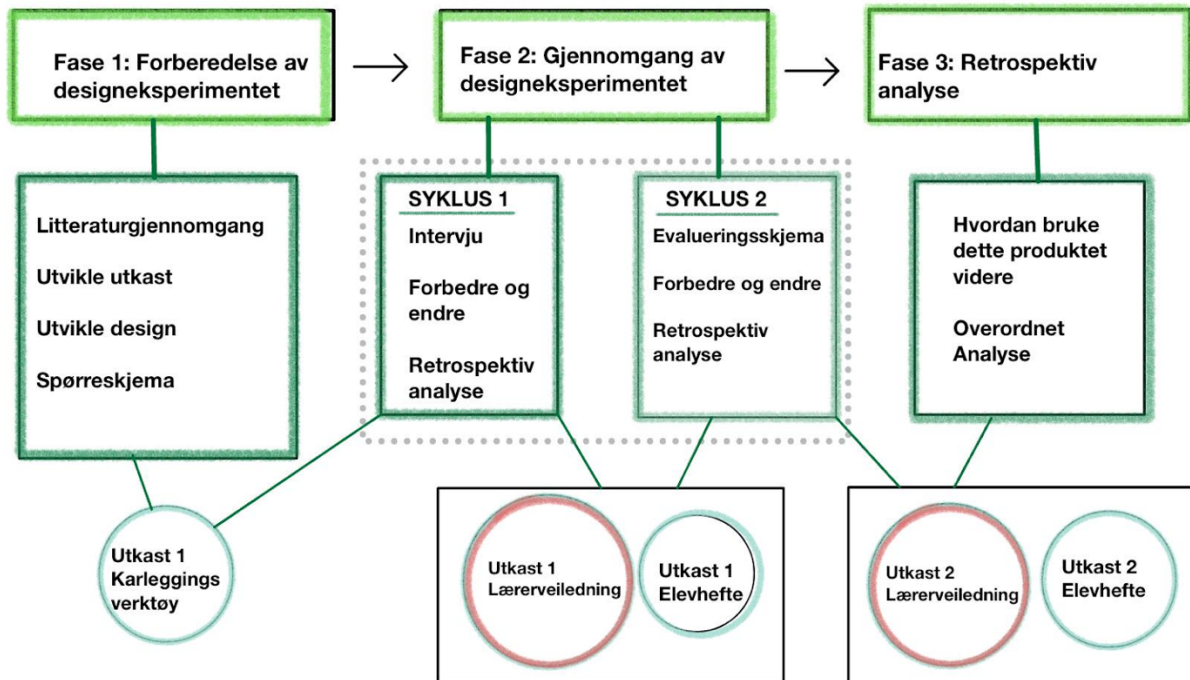 Fase 1: Forberedelse av
designeksperimentet
Fase 2: Gjennomgang av
designeksperimentet
Fase 3: Retrospektiv
analyse
Litteraturgjennomgang
Utvikle utkast
Utvikle design
Spørreskjema
SYKLUS 1
Intervju
Forbedre og
endre
Retrospektiv
analyse
SYKLUS 2
Evalueringsskjema
Forbedre og endre
Retrospektiv
analyse
Hvordan bruke
dette produktet
videre
Overordnet
Analyse
Utkast 1
Karleggings
verktøy
Utkast 1
Lærerveiledning
Utkast 1
Elevhefte
Utkast 2
Lærerveiledning
Utkast 2
Elevhefte